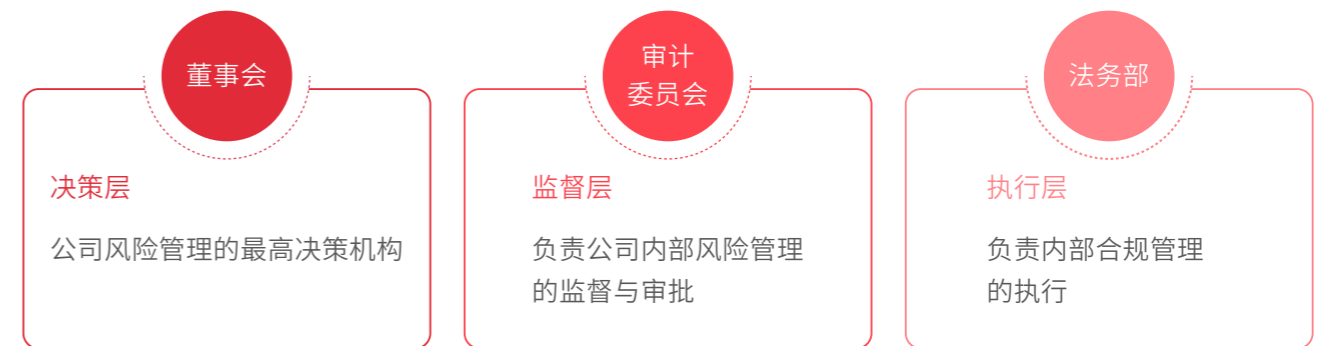 董事会
决策层
公司风险管理的最高决策机构
审计
委员会
监督层
负责公司内部风险管理
的监督与审批
法务部
执行层
负责内部合规管理
的执行